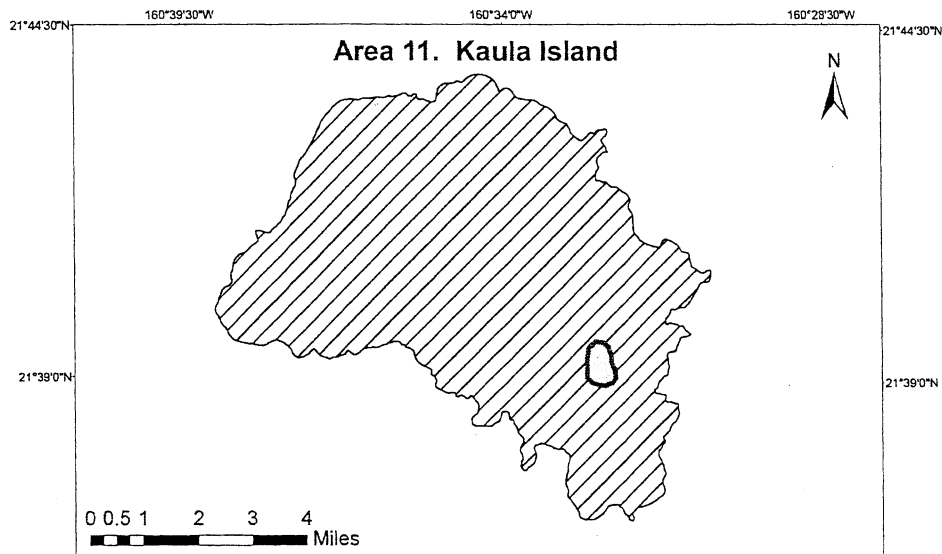 160°39'30"W 160°34'0"W 160°28'30"W
21°44'30"N 21°44'30"N
Area 11. Kaula Island
N
21°39'0"N 21°39'0"N
0 0.5 1 2 3 4
Miles